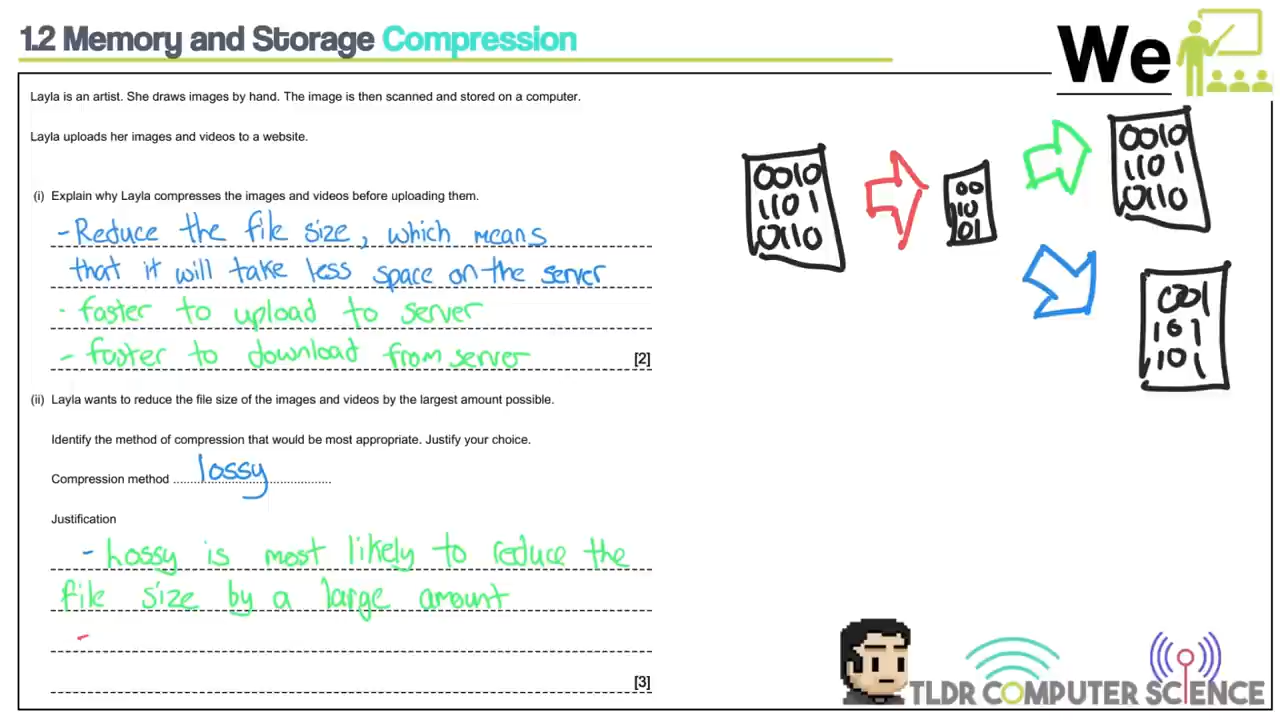 1.2 Memory and Storage Compression
We
Layla is an artist. She draws images by hand. The image is then scanned and stored on a computer.
Layla uploads her images and videos to a website.
(i) Explain why Layla compresses the images and videos before uploading them.
- Reduce the file size, which means
that it will take less space on the server
- faster to upload to server
- faster to download from server
[2]
(ii) Layla wants to reduce the file size of the images and videos by the largest amount possible.
Identify the method of compression that would be most appropriate. Justify your choice.
Compression method lossy
Justification
- Lossy is most likely to reduce the
file size by a large amount
-
[3]
0010
1101
0110
00
10
01
0010
1101
0110
001
101
101
TLDR COMPUTER SCIENCE